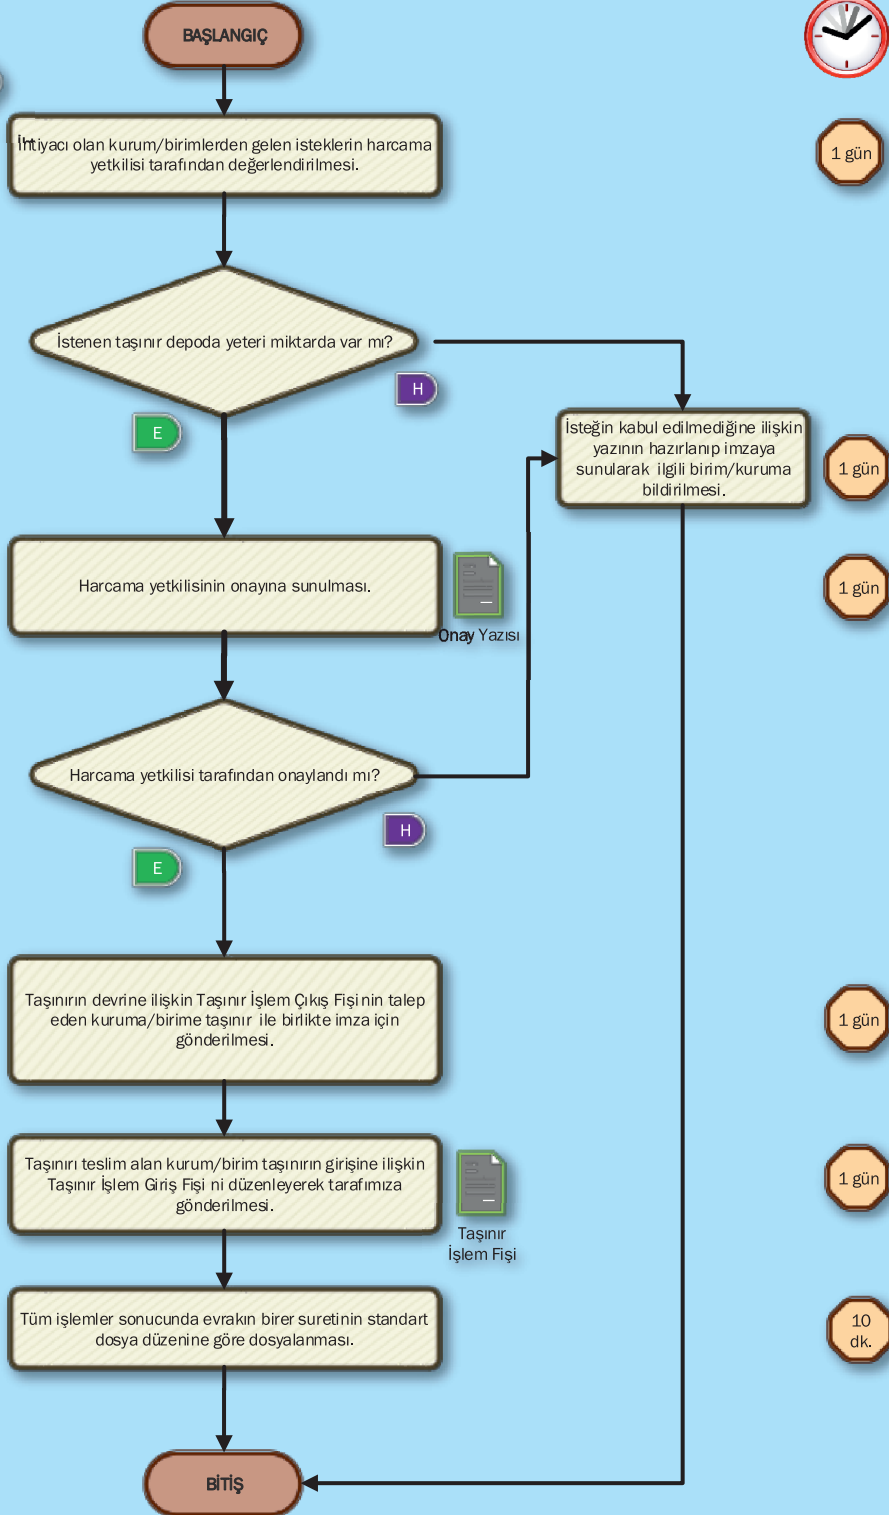 BAŞLANGIÇ
İhtiyacı olan kurum/birimlerden gelen isteklerin harcama
yetkilisi tarafından değerlendirilmesi.
1 gün
İstenen taşınır depoda yeteri miktarda var mı?
H
E
İsteğin kabul edilmediğine ilişkin
yazının hazırlanıp imzaya
sunularak ilgili birim/kuruma
bildirilmesi.
1 gün
Harcama yetkilisinin onayına sunulması.
Onay Yazısı
1 gün
Harcama yetkilisi tarafından onaylandı mı?
H
E
Taşınırın devrine ilişkin Taşınır İşlem Çıkış Fişi nin talep
eden kuruma/birime taşınır ile birlikte imza için
gönderilmesi.
1 gün
Taşınırı teslim alan kurum/birim taşınırın girişine ilişkin
Taşınır İşlem Giriş Fişi ni düzenleyerek tarafımıza
gönderilmesi.
Taşınır
İşlem Fişi
1 gün
Tüm işlemler sonucunda evrakın birer suretinin standart
dosya düzenine göre dosyalanması.
10
dk.
BİTİŞ